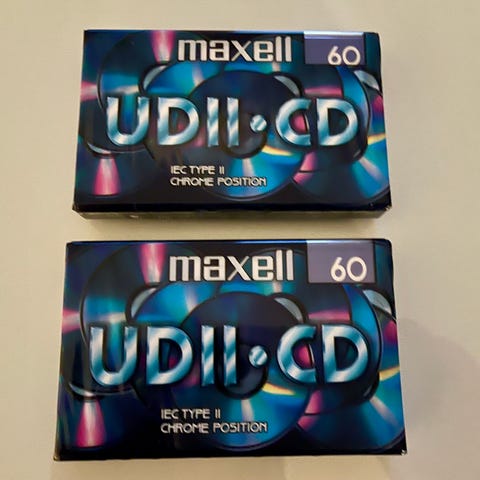 maxell 60
UDII·CD
IEC TYPE II
CHROME POSITION
maxell 60
UDII·CD
IEC TYPE II
CHROME POSITION